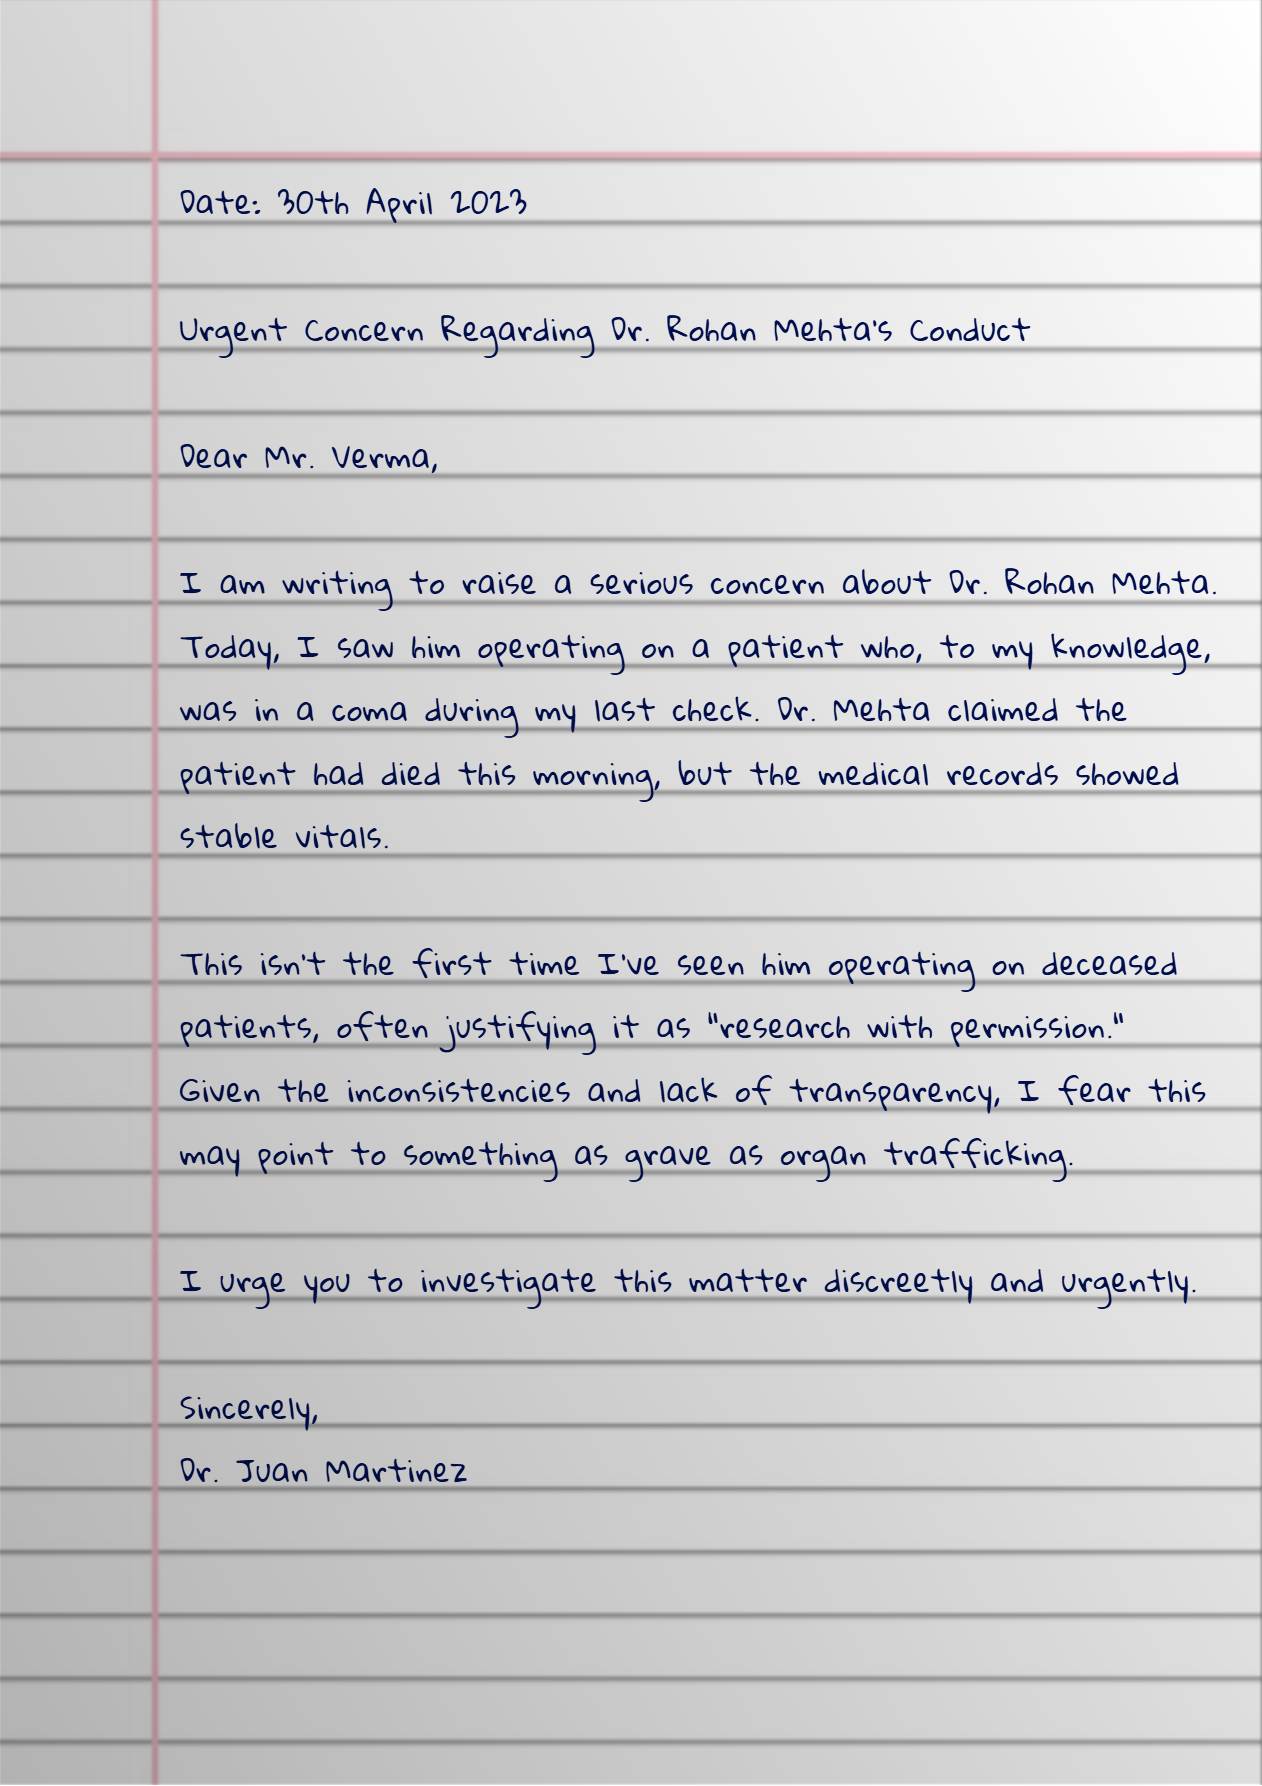 Date: 30th April 2023
Urgent Concern Regarding Dr. Rohan Mehta's Conduct
Dear Mr. Verma,
I am writing to raise a serious concern about Dr. Rohan Mehta.
Today, I saw him operating on a patient who, to my knowledge,
was in a coma during my last check. Dr. Mehta claimed the
patient had died this morning, but the medical records showed
stable vitals.
This isn't the first time I've seen him operating on deceased
patients, often justifying it as "research with permission."
Given the inconsistencies and lack of transparency, I fear this
may point to something as grave as organ trafficking.
I urge you to investigate this matter discreetly and urgently.
Sincerely,
Dr. Juan Martinez